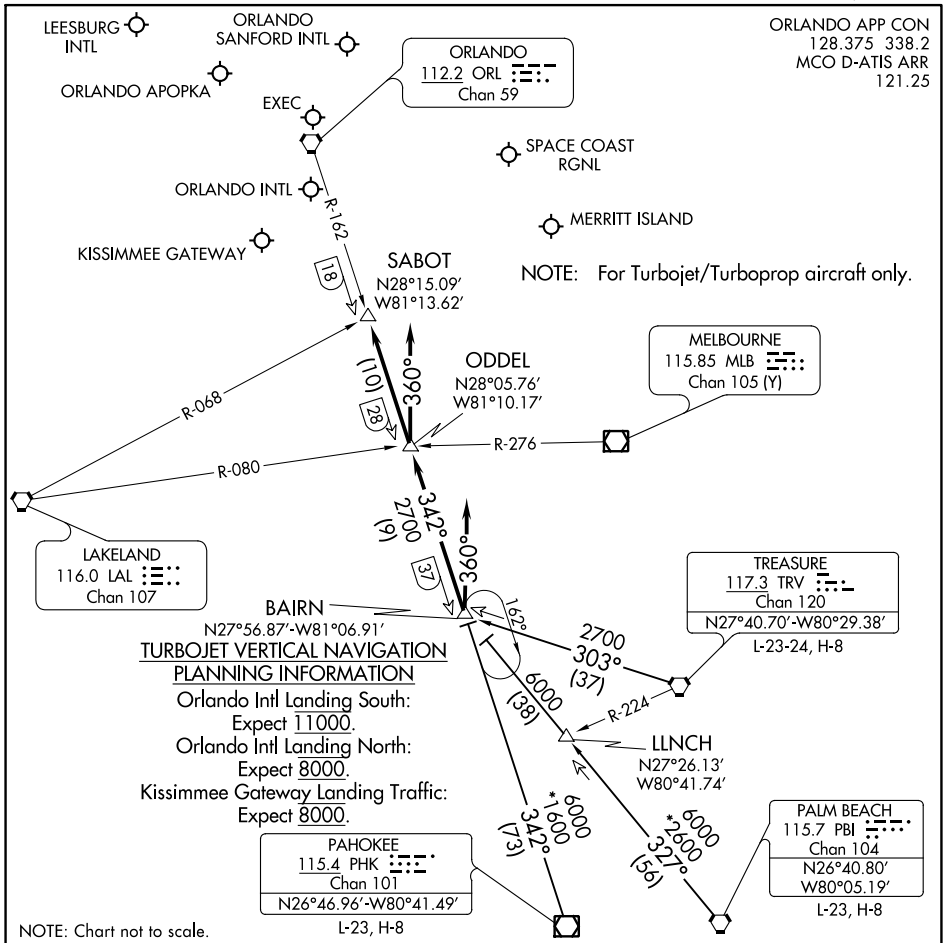 LEESBURG
INTL
ORLANDO
SANFORD INTL
ORLANDO APOPKA
EXEC
ORLANDO
112.2 ORL
Chan 59
ORLANDO APP CON
128.375 338.2
MCO D-ATIS ARR
121.25
SPACE COAST
RGNL
ORLANDO INTL
MERRITT ISLAND
KISSIMMEE GATEWAY
R-162
18
SABOT
N28°15.09'
W81°13.62'
NOTE: For Turbojet/Turboprop aircraft only.
MELBOURNE
115.85 MLB
Chan 105 (Y)
ODDEL
N28°05.76'
W81°10.17'
(10)
360°
28
R-068
R-080
R-276
342°
2700
(9)
37
360°
LAKELAND
116.0 LAL
Chan 107
TREASURE
117.3 TRV
Chan 120
N27°40.70'-W80°29.38'
L-23-24, H-8
BAIRN
N27°56.87'-W81°06.91'
162°
2700
303°
(37)
6000
(38)
R-224
LLNCH
N27°26.13'
W80°41.74'
TURBOJET VERTICAL NAVIGATION
PLANNING INFORMATION
Orlando Intl Landing South:
Expect 11000.
Orlando Intl Landing North:
Expect 8000.
Kissimmee Gateway Landing Traffic:
Expect 8000.
6000
*1600
342°
(73)
6000
*2600
327°
(56)
PAHOKEE
115.4 PHK
Chan 101
N26°46.96'-W80°41.49'
L-23, H-8
PALM BEACH
115.7 PBI
Chan 104
N26°40.80'
W80°05.19'
L-23, H-8
NOTE: Chart not to scale.